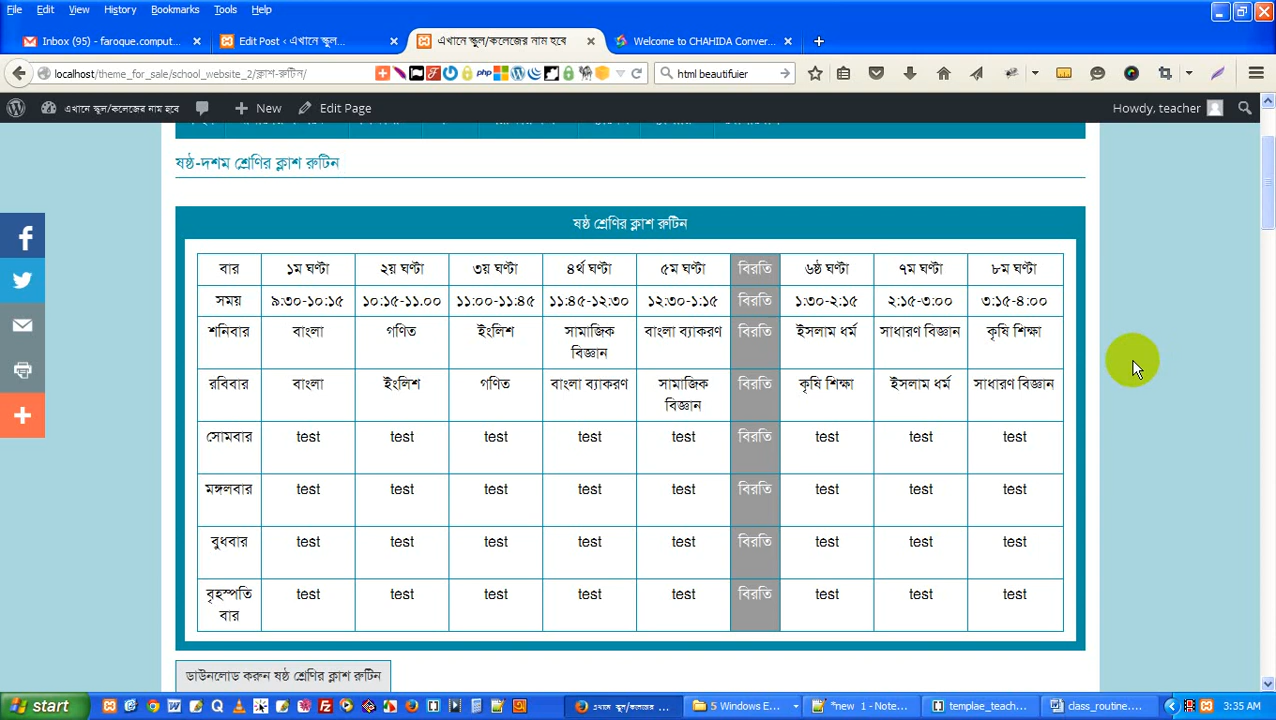 File Edit View History Bookmarks Tools Help
Inbox (95) - faroque.comput... × Edit Post ‹ এখানে স্কুল... × এখানে স্কুল/কলেজের নাম হবে × Welcome to CHAHIDA Conver... ×
localhost/theme_for_sale/school_website_2/ক্লাশ-রুটিন/ php html beautifuier
এখানে স্কুল/কলেজের নাম হবে New Edit Page Howdy, teacher
ষষ্ঠ-দশম শ্রেণির ক্লাশ রুটিন
ষষ্ঠ শ্রেণির ক্লাশ রুটিন
বার ১ম ঘণ্টা ২য় ঘণ্টা ৩য় ঘণ্টা ৪র্থ ঘণ্টা ৫ম ঘণ্টা বিরতি ৬ষ্ঠ ঘণ্টা ৭ম ঘণ্টা ৮ম ঘণ্টা
সময় ৯:৩০-১০:১৫ ১০:১৫-১১.০০ ১১:০০-১১:৪৫ ১১:৪৫-১২:৩০ ১২:৩০-১:১৫ বিরতি ১:৩০-২:১৫ ২:১৫-৩:০০ ৩:১৫-৪:০০
শনিবার বাংলা গণিত ইংলিশ সামাজিক বাংলা ব্যাকরণ বিরতি ইসলাম ধর্ম সাধারণ বিজ্ঞান কৃষি শিক্ষা
বিজ্ঞান
রবিবার বাংলা ইংলিশ গণিত বাংলা ব্যাকরণ সামাজিক বিরতি কৃষি শিক্ষা ইসলাম ধর্ম সাধারণ বিজ্ঞান
বিজ্ঞান
সোমবার test test test test test বিরতি test test test
মঙ্গলবার test test test test test বিরতি test test test
বুধবার test test test test test বিরতি test test test
বৃহস্পতি test test test test test বিরতি test test test
বার
ডাউনলোড করুন ষষ্ঠ শ্রেণির ক্লাশ রুটিন
start এখানে স্কুল... 5 Windows E... *new 1 - Note... templae_teach... class_routine.... 3:35 AM